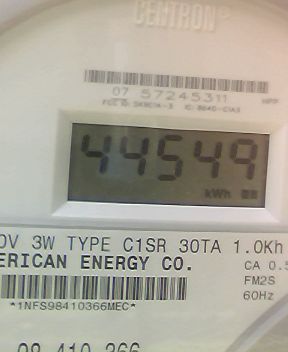 CENTRON
07 57245311
44549
kWh
0V 3W TYPE C1SR 30TA 1.0Kh
ERICAN ENERGY CO.
CA 0.5
FM2S
60Hz
*1NFS98410366MEC*
98 410 366